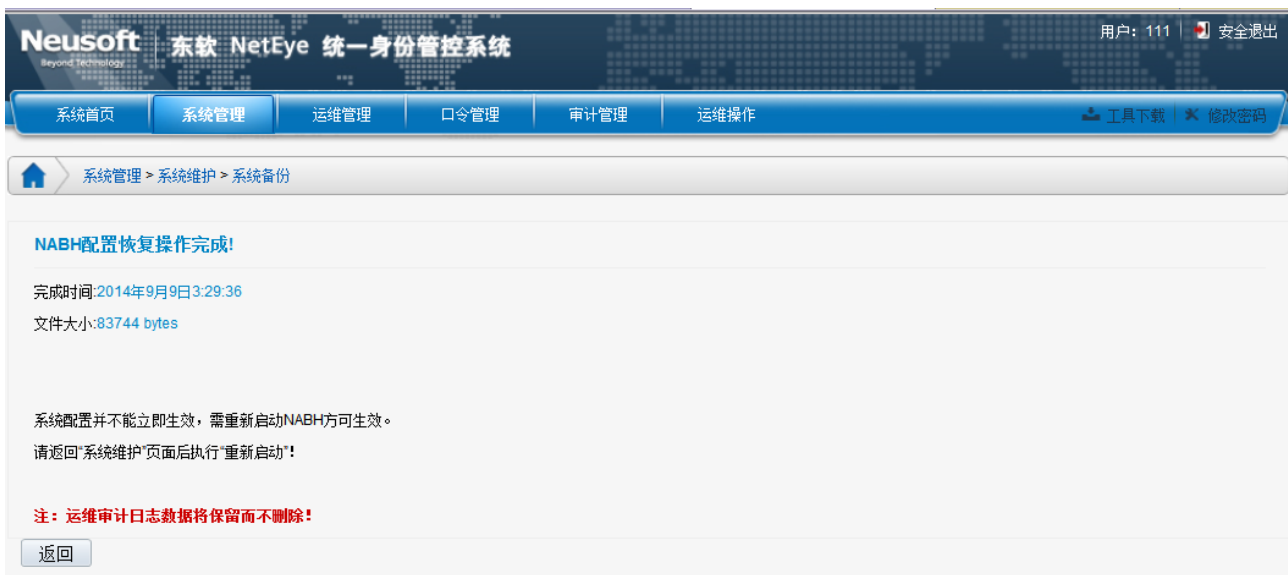 Neusoft
Beyond Technology
东软 NetEye 统一身份管控系统
用户：111
安全退出
系统首页
系统管理
运维管理
口令管理
审计管理
运维操作
工具下载
修改密码
系统管理 > 系统维护 > 系统备份
NABH配置恢复操作完成!
完成时间:2014年9月9日3:29:36
文件大小:83744 bytes
系统配置并不能立即生效，需重新启动NABH方可生效。
请返回"系统维护"页面后执行"重新启动"!
注：运维审计日志数据将保留而不删除!
返回